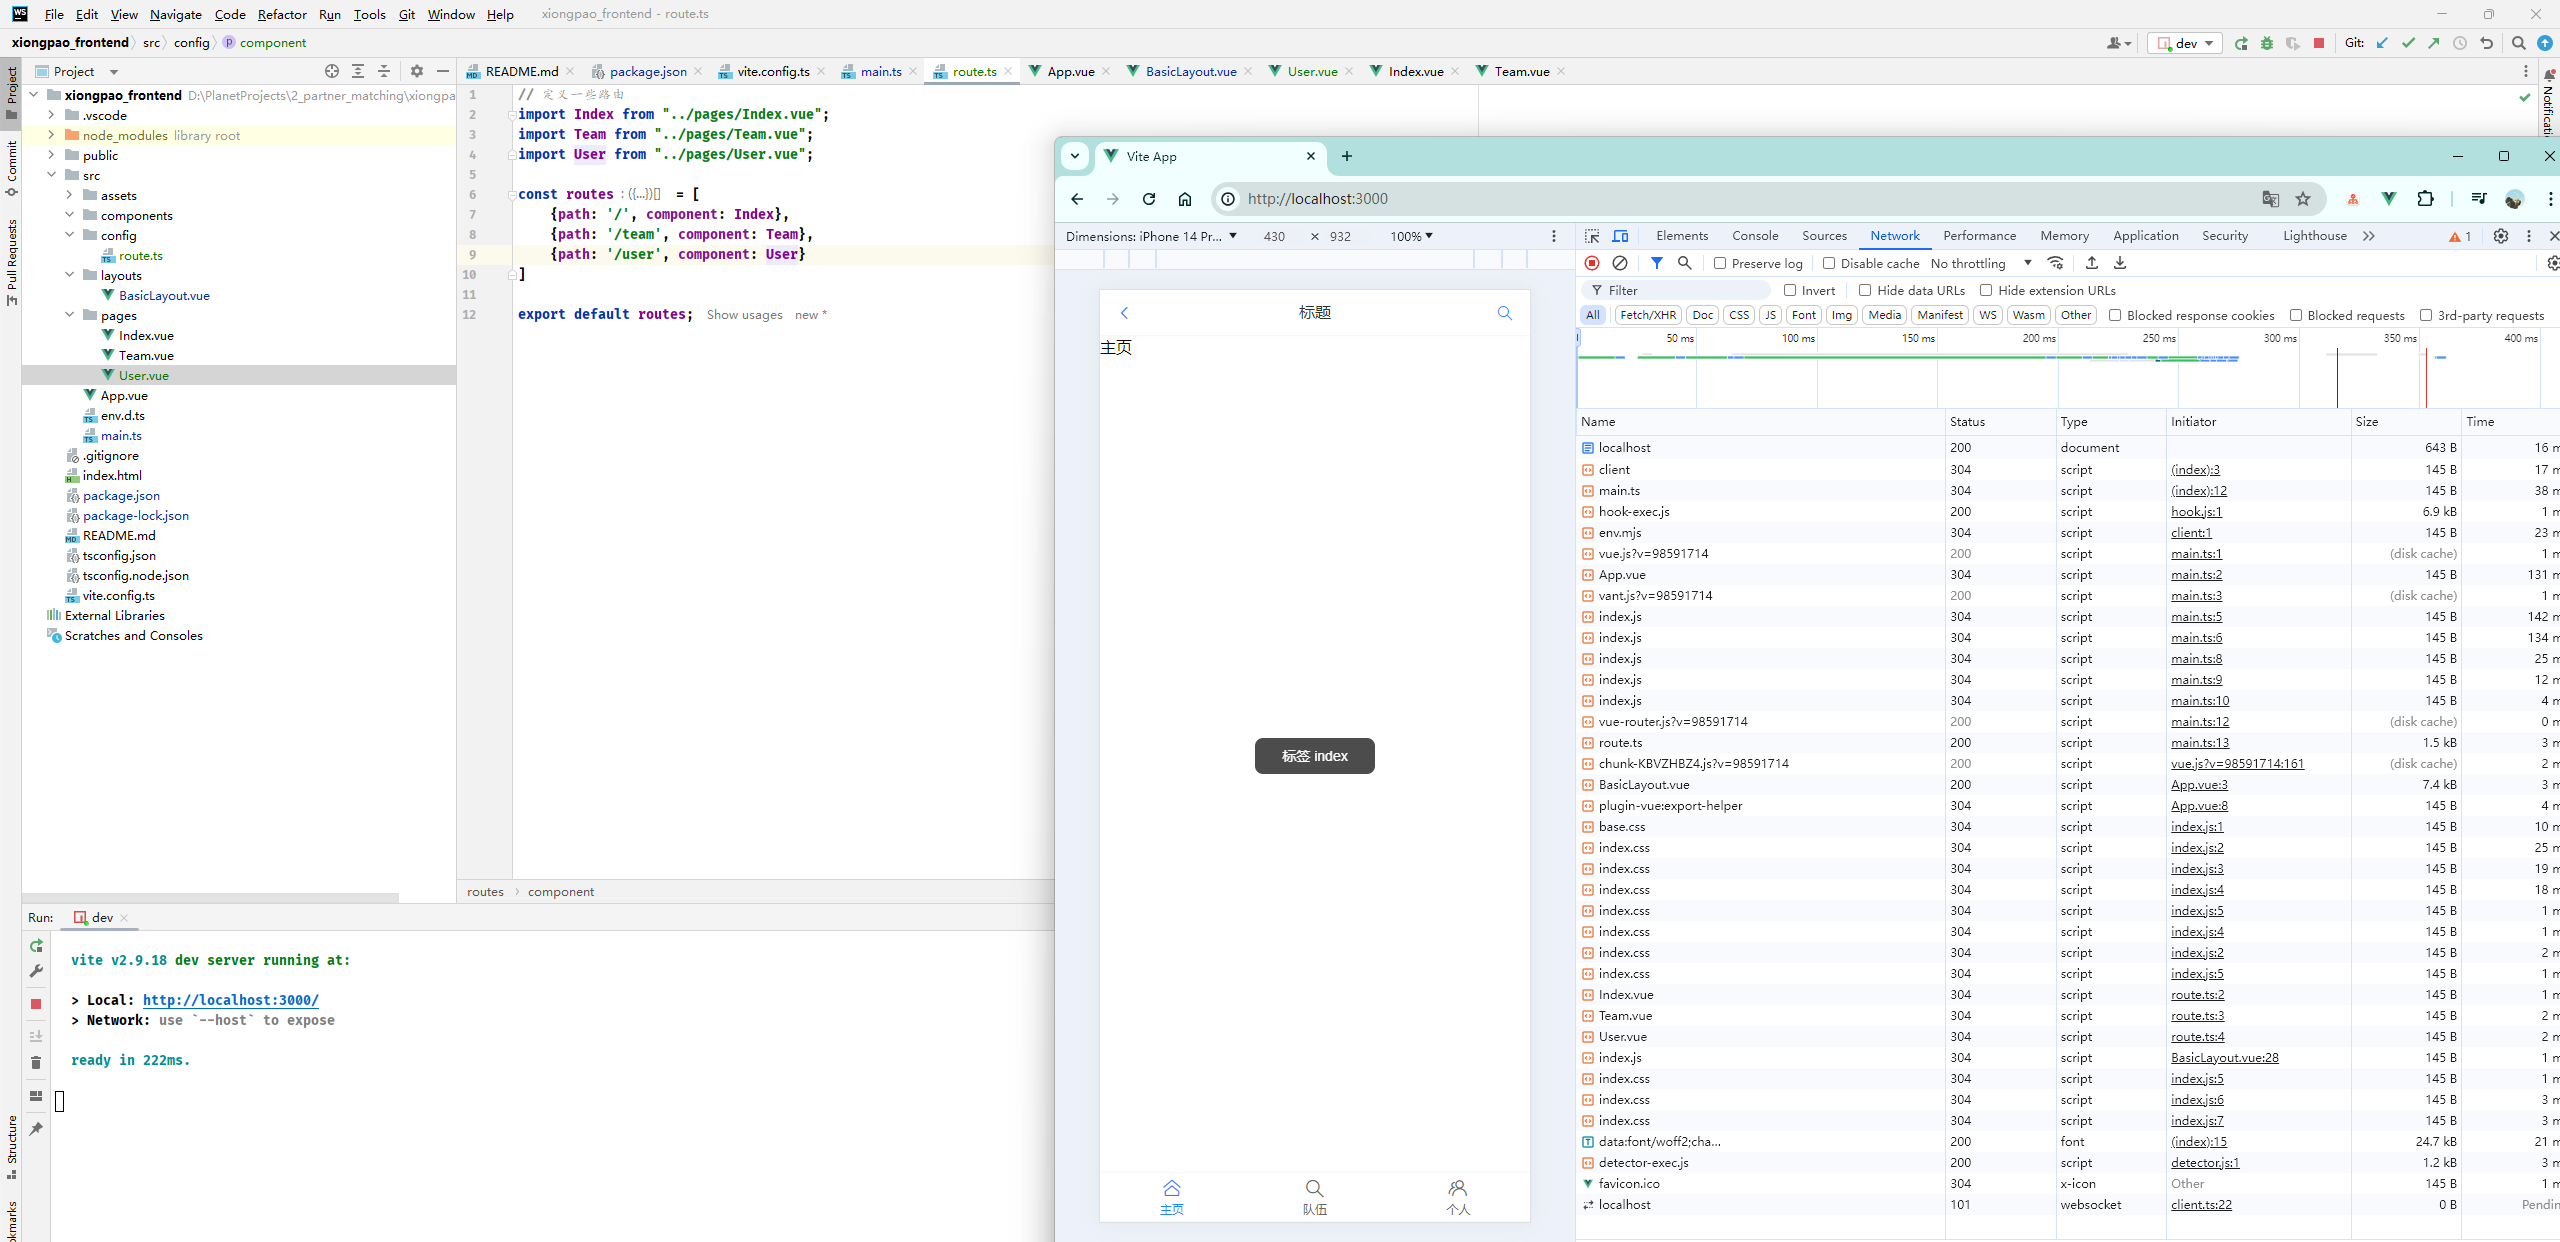 File Edit View Navigate Code Refactor Run Tools Git Window Help xiongpao_frontend - route.ts
xiongpao_frontend src config component
dev Git:
Project
README.md package.json vite.config.ts main.ts route.ts App.vue BasicLayout.vue User.vue Index.vue Team.vue
Project
Commit
Pull Requests
xiongpao_frontend D:\PlanetProjects\2_partner_matching\xiongpa
.vscode
node_modules library root
public
src
assets
components
config
route.ts
layouts
BasicLayout.vue
pages
Index.vue
Team.vue
User.vue
App.vue
env.d.ts
main.ts
.gitignore
index.html
package.json
package-lock.json
README.md
tsconfig.json
tsconfig.node.json
vite.config.ts
External Libraries
Scratches and Consoles
1 // 定义一些路由
2 import Index from "../pages/Index.vue";
3 import Team from "../pages/Team.vue";
4 import User from "../pages/User.vue";
5
6 const routes : ({...})[] = [
7 {path: '/', component: Index},
8 {path: '/team', component: Team},
9 {path: '/user', component: User}
10 ]
11
12 export default routes; Show usages new *
routes component
Run: dev
vite v2.9.18 dev server running at:
> Local: http://localhost:3000/
> Network: use `--host` to expose
ready in 222ms.
Structure
Vite App
http://localhost:3000
Dimensions: iPhone 14 Pr... 430 × 932 100%
标题
主页
标签 index
主页 队伍 个人
Elements Console Sources Network Performance Memory Application Security Lighthouse 1
Preserve log Disable cache No throttling
Filter Invert Hide data URLs Hide extension URLs
All Fetch/XHR Doc CSS JS Font Img Media Manifest WS Wasm Other Blocked response cookies Blocked requests 3rd-party requests
50 ms 100 ms 150 ms 200 ms 250 ms 300 ms 350 ms 400 ms
Name Status Type Initiator Size Time
localhost 200 document 643 B 16 m
client 304 script (index):3 145 B 17 m
main.ts 304 script (index):12 145 B 38 m
hook-exec.js 200 script hook.js:1 6.9 kB 1 m
env.mjs 304 script client:1 145 B 23 m
vue.js?v=98591714 200 script main.ts:1 (disk cache) 1 m
App.vue 304 script main.ts:2 145 B 131 m
vant.js?v=98591714 200 script main.ts:3 (disk cache) 1 m
index.js 304 script main.ts:5 145 B 142 m
index.js 304 script main.ts:6 145 B 134 m
index.js 304 script main.ts:8 145 B 25 m
index.js 304 script main.ts:9 145 B 12 m
index.js 304 script main.ts:10 145 B 4 m
vue-router.js?v=98591714 200 script main.ts:12 (disk cache) 0 m
route.ts 200 script main.ts:13 1.5 kB 3 m
chunk-KBVZHBZ4.js?v=98591714 200 script vue.js?v=98591714:161 (disk cache) 2 m
BasicLayout.vue 200 script App.vue:3 7.4 kB 3 m
plugin-vue:export-helper 304 script App.vue:8 145 B 4 m
base.css 304 script index.js:1 145 B 10 m
index.css 304 script index.js:2 145 B 25 m
index.css 304 script index.js:3 145 B 19 m
index.css 304 script index.js:4 145 B 18 m
index.css 304 script index.js:5 145 B 1 m
index.css 304 script index.js:4 145 B 1 m
index.css 304 script index.js:2 145 B 2 m
index.css 304 script index.js:5 145 B 1 m
Index.vue 304 script route.ts:2 145 B 1 m
Team.vue 304 script route.ts:3 145 B 2 m
User.vue 304 script route.ts:4 145 B 2 m
index.js 304 script BasicLayout.vue:28 145 B 1 m
index.css 304 script index.js:5 145 B 1 m
index.css 304 script index.js:6 145 B 3 m
index.css 304 script index.js:7 145 B 3 m
data:font/woff2;cha... 200 font (index):15 24.7 kB 21 m
detector-exec.js 200 script detector.js:1 1.2 kB 3 m
favicon.ico 304 x-icon Other 145 B 1 m
localhost 101 websocket client.ts:22 0 B Pendin